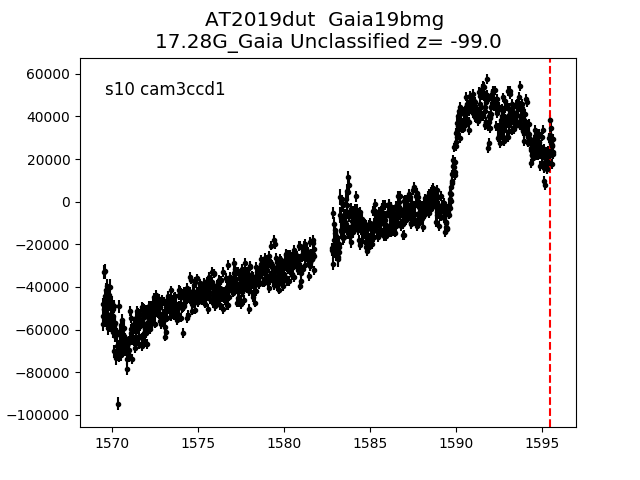 AT2019dut  Gaia19bmg
17.28G_Gaia Unclassified z= -99.0
s10 cam3ccd1
60000
40000
20000
0
−20000
−40000
−60000
−80000
−100000
1570 1575 1580 1585 1590 1595